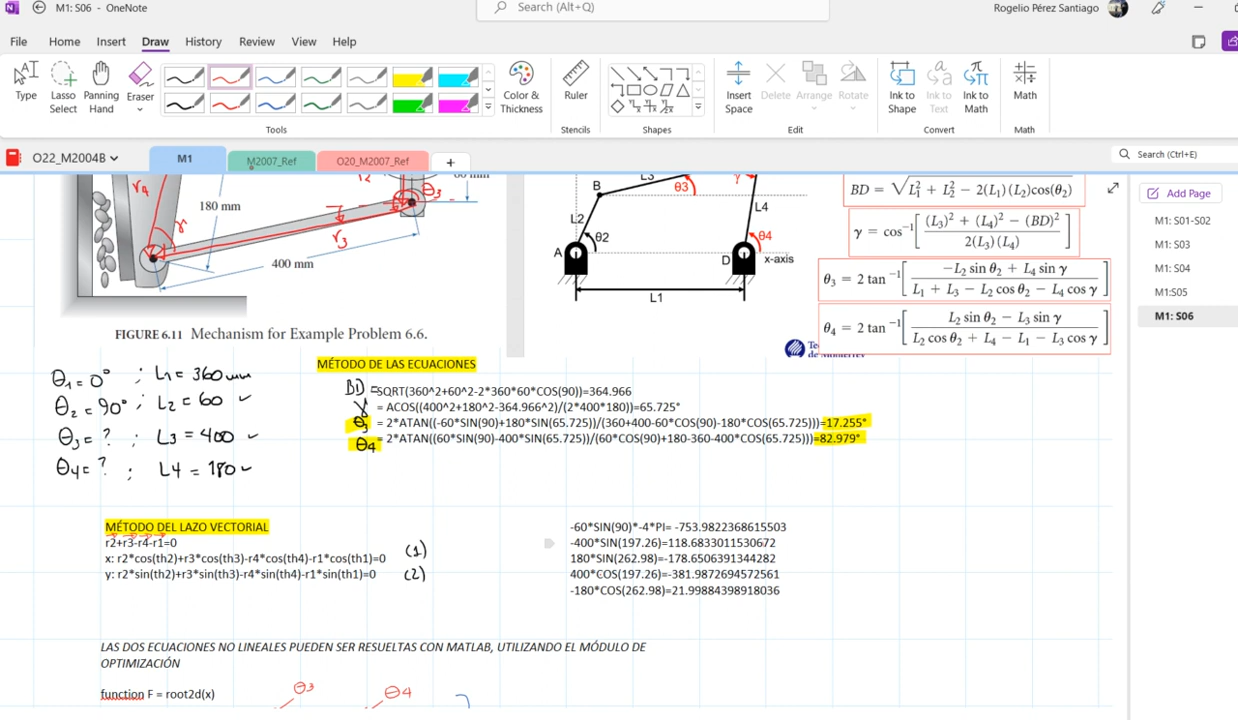 M1: S06 - OneNote
Search (Alt+Q)
Rogelio Pérez Santiago
File Home Insert Draw History Review View Help
Type
Lasso Select
Panning Hand
Eraser
Color & Thickness
Ruler
Insert Space
Delete
Arrange
Rotate
Ink to Shape
Ink to Text
Ink to Math
Math
Tools
Stencils
Shapes
Edit
Convert
Math
O22_M2004B
M1
M2007_Ref
O20_M2007_Ref
+
Search (Ctrl+E)
Add Page
M1: S01-S02
M1: S03
M1: S04
M1:S05
M1: S06
r4
180 mm
γ
r3
θ3
400 mm
FIGURE 6.11 Mechanism for Example Problem 6.6.
B
L3
θ3
γ
L2
L4
θ2
θ4
A
D
x-axis
L1
BD = √L₁² + L₂² − 2(L₁)(L₂)cos(θ₂)
γ = cos⁻¹[ (L₃)² + (L₄)² − (BD)² / 2(L₃)(L₄) ]
θ₃ = 2 tan⁻¹[ −L₂ sin θ₂ + L₄ sin γ / L₁ + L₃ − L₂ cos θ₂ − L₄ cos γ ]
θ₄ = 2 tan⁻¹[ L₂ sin θ₂ − L₃ sin γ / L₂ cos θ₂ + L₄ − L₁ − L₃ cos γ ]
θ1=0° ; L1= 360mm
θ2=90° ; L2=60
θ3=? ; L3=400
θ4=? ; L4 = 180
MÉTODO DE LAS ECUACIONES
BD =SQRT(360^2+60^2-2*360*60*COS(90))=364.966
γ = ACOS((400^2+180^2-364.966^2)/(2*400*180))=65.725°
θ3 = 2*ATAN((-60*SIN(90)+180*SIN(65.725))/(360+400-60*COS(90)-180*COS(65.725)))=17.255°
θ4 = 2*ATAN((60*SIN(90)-400*SIN(65.725))/(60*COS(90)+180-360-400*COS(65.725)))=82.979°
MÉTODO DEL LAZO VECTORIAL
r2+r3-r4-r1=0
x: r2*cos(th2)+r3*cos(th3)-r4*cos(th4)-r1*cos(th1)=0 (1)
y: r2*sin(th2)+r3*sin(th3)-r4*sin(th4)-r1*sin(th1)=0 (2)
-60*SIN(90)*-4*PI= -753.9822368615503
-400*SIN(197.26)=118.6833011530672
180*SIN(262.98)=-178.6506391344282
400*COS(197.26)=-381.9872694572561
-180*COS(262.98)=21.99884398918036
LAS DOS ECUACIONES NO LINEALES PUEDEN SER RESUELTAS CON MATLAB, UTILIZANDO EL MÓDULO DE
OPTIMIZACIÓN
function F = root2d(x)
θ3
θ4